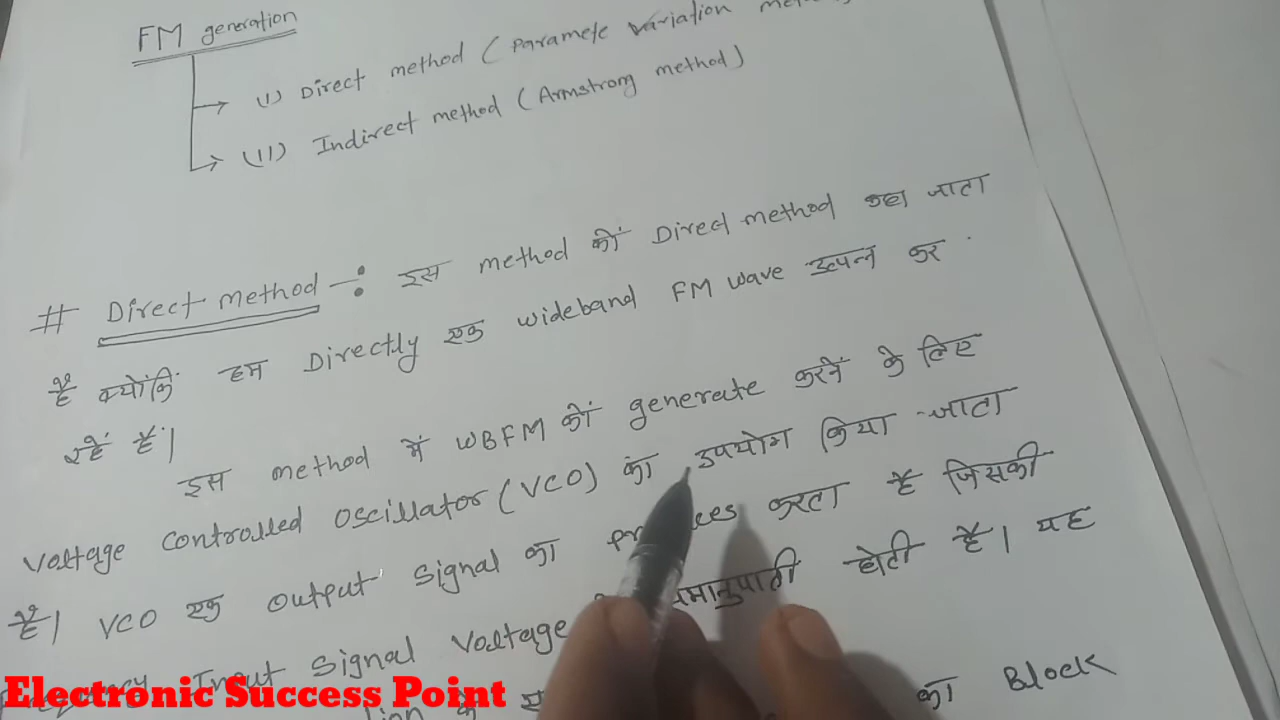 FM generation
(I) Direct method (Paramete variation
(II) Indirect method (Armstrong method)
# Direct method -: इस method कों Direct method कहा जाता
है क्योंकिं हम Directly एक wideband FM wave उत्पन्न कर
रहें हैं।
इस method में WBFM कों generate करनें के लिए
Voltage Controlled Oscillator (VCO) का उपयोग किया जाता
है। VCO एक output signal का करता है जिसकी
Input signal voltage समानुपाती होती है। यह
का Block
Electronic Success Point